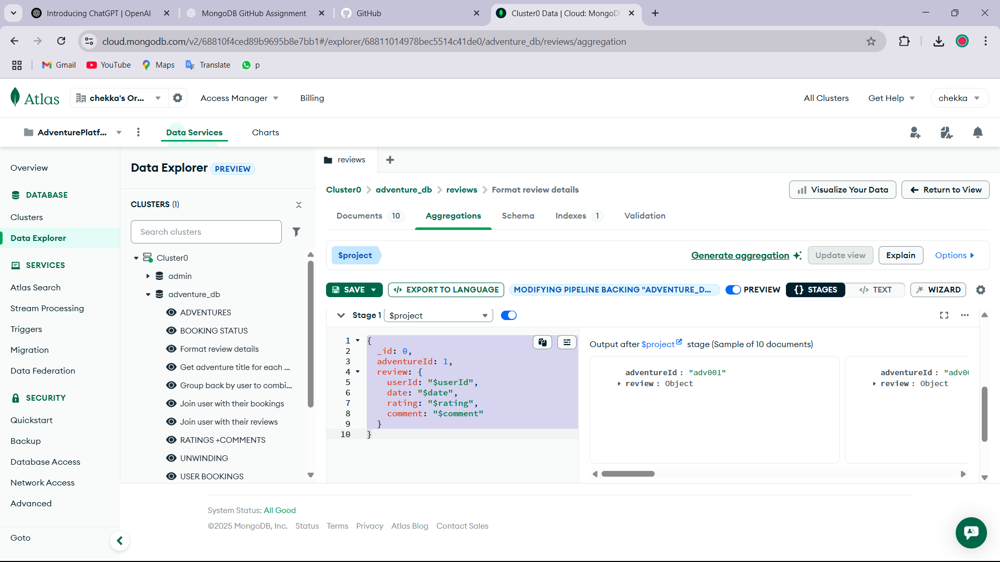 Introducing ChatGPT | OpenAI
MongoDB GitHub Assignment
GitHub
Cluster0 Data | Cloud: MongoD
cloud.mongodb.com/v2/68810f4ced89b9695b8e7bb1#/explorer/68811014978bec5514c41de0/adventure_db/reviews/aggregation
Gmail
YouTube
Maps
Translate
p
Atlas
chekka's Or...
Access Manager
Billing
All Clusters
Get Help
chekka
AdventurePlatf...
Data Services
Charts
Overview
DATABASE
Clusters
Data Explorer
SERVICES
Atlas Search
Stream Processing
Triggers
Migration
Data Federation
SECURITY
Quickstart
Backup
Database Access
Network Access
Advanced
Goto
Data Explorer PREVIEW
CLUSTERS (1)
Search clusters
Cluster0
admin
adventure_db
ADVENTURES
BOOKING STATUS
Format review details
Get adventure title for each ...
Group back by user to combi...
Join user with their bookings
Join user with their reviews
RATINGS +COMMENTS
UNWINDING
USER BOOKINGS
reviews
Cluster0 > adventure_db > reviews > Format review details
Visualize Your Data
Return to View
Documents 10
Aggregations
Schema
Indexes 1
Validation
$project
Generate aggregation
Update view
Explain
Options
SAVE
EXPORT TO LANGUAGE
MODIFYING PIPELINE BACKING "ADVENTURE_D...
PREVIEW
{} STAGES
</> TEXT
WIZARD
Stage 1 $project
1 {
2 _id: 0,
3 adventureId: 1,
4 review: {
5 userId: "$userId",
6 date: "$date",
7 rating: "$rating",
8 comment: "$comment"
9 }
10 }
Output after $project stage (Sample of 10 documents)
adventureId : "adv001"
review : Object
adventureId : "adv00
review : Object
System Status: All Good
©2025 MongoDB, Inc. Status Terms Privacy Atlas Blog Contact Sales